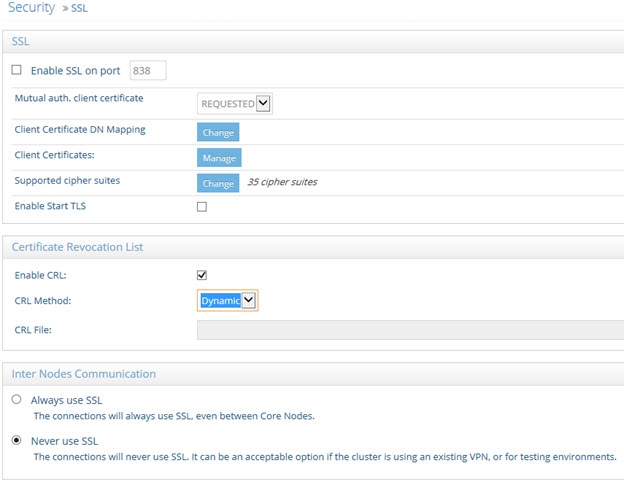 Security » SSL
SSL
Enable SSL on port 838
Mutual auth. client certificate REQUESTED
Client Certificate DN Mapping Change
Client Certificates: Manage
Supported cipher suites Change 35 cipher suites
Enable Start TLS
Certificate Revocation List
Enable CRL:
CRL Method: Dynamic
CRL File:
Inter Nodes Communication
Always use SSL
The connections will always use SSL, even between Core Nodes.
Never use SSL
The connections will never use SSL. It can be an acceptable option if the cluster is using an existing VPN, or for testing environments.